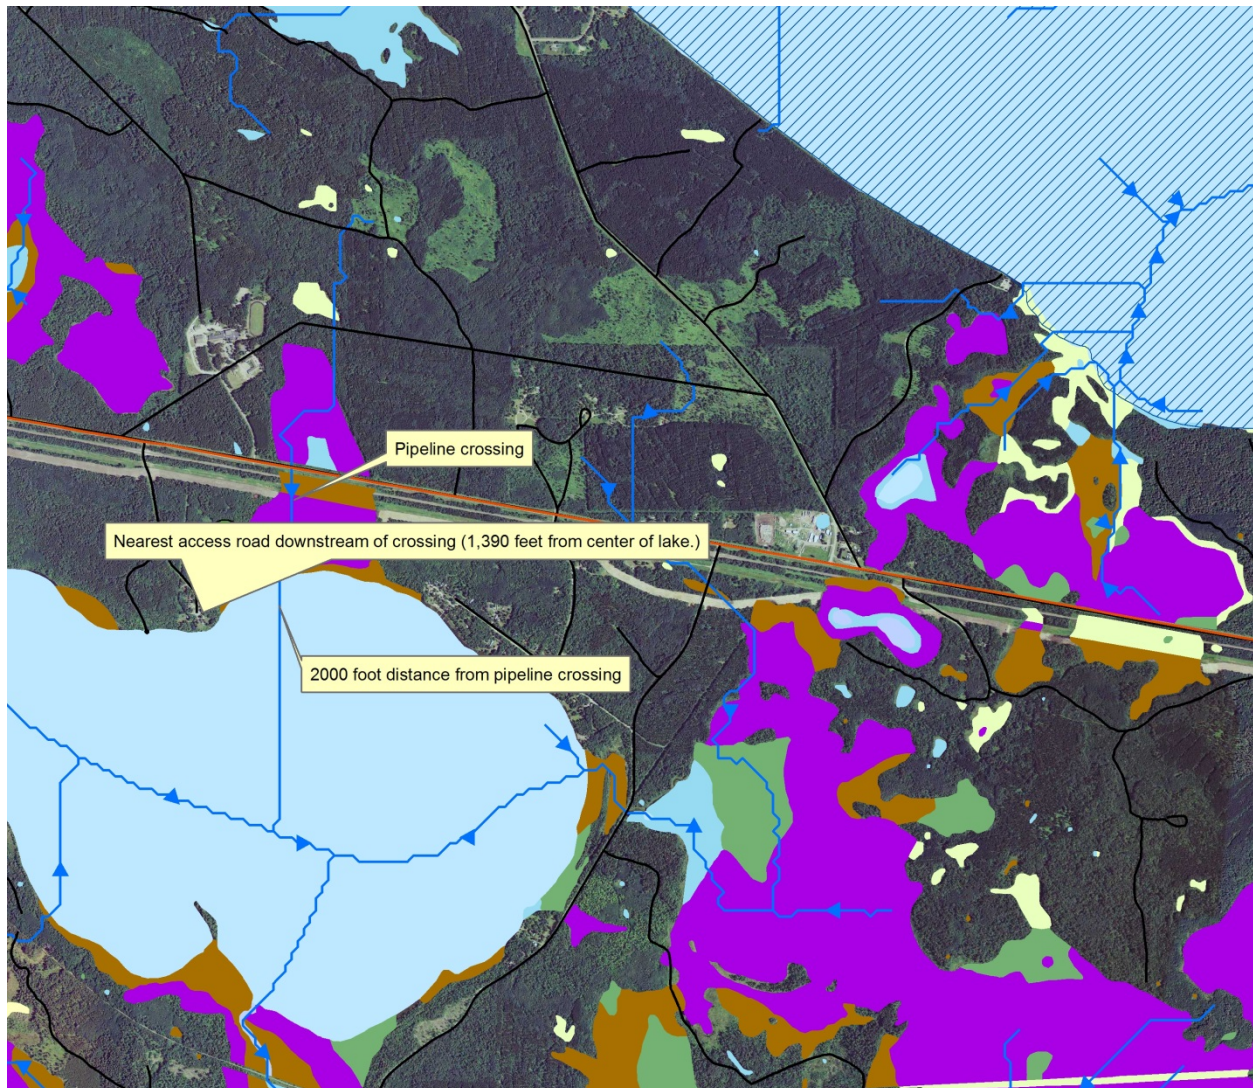 Pipeline crossing
Nearest access road downstream of crossing (1,390 feet from center of lake.)
2000 foot distance from pipeline crossing